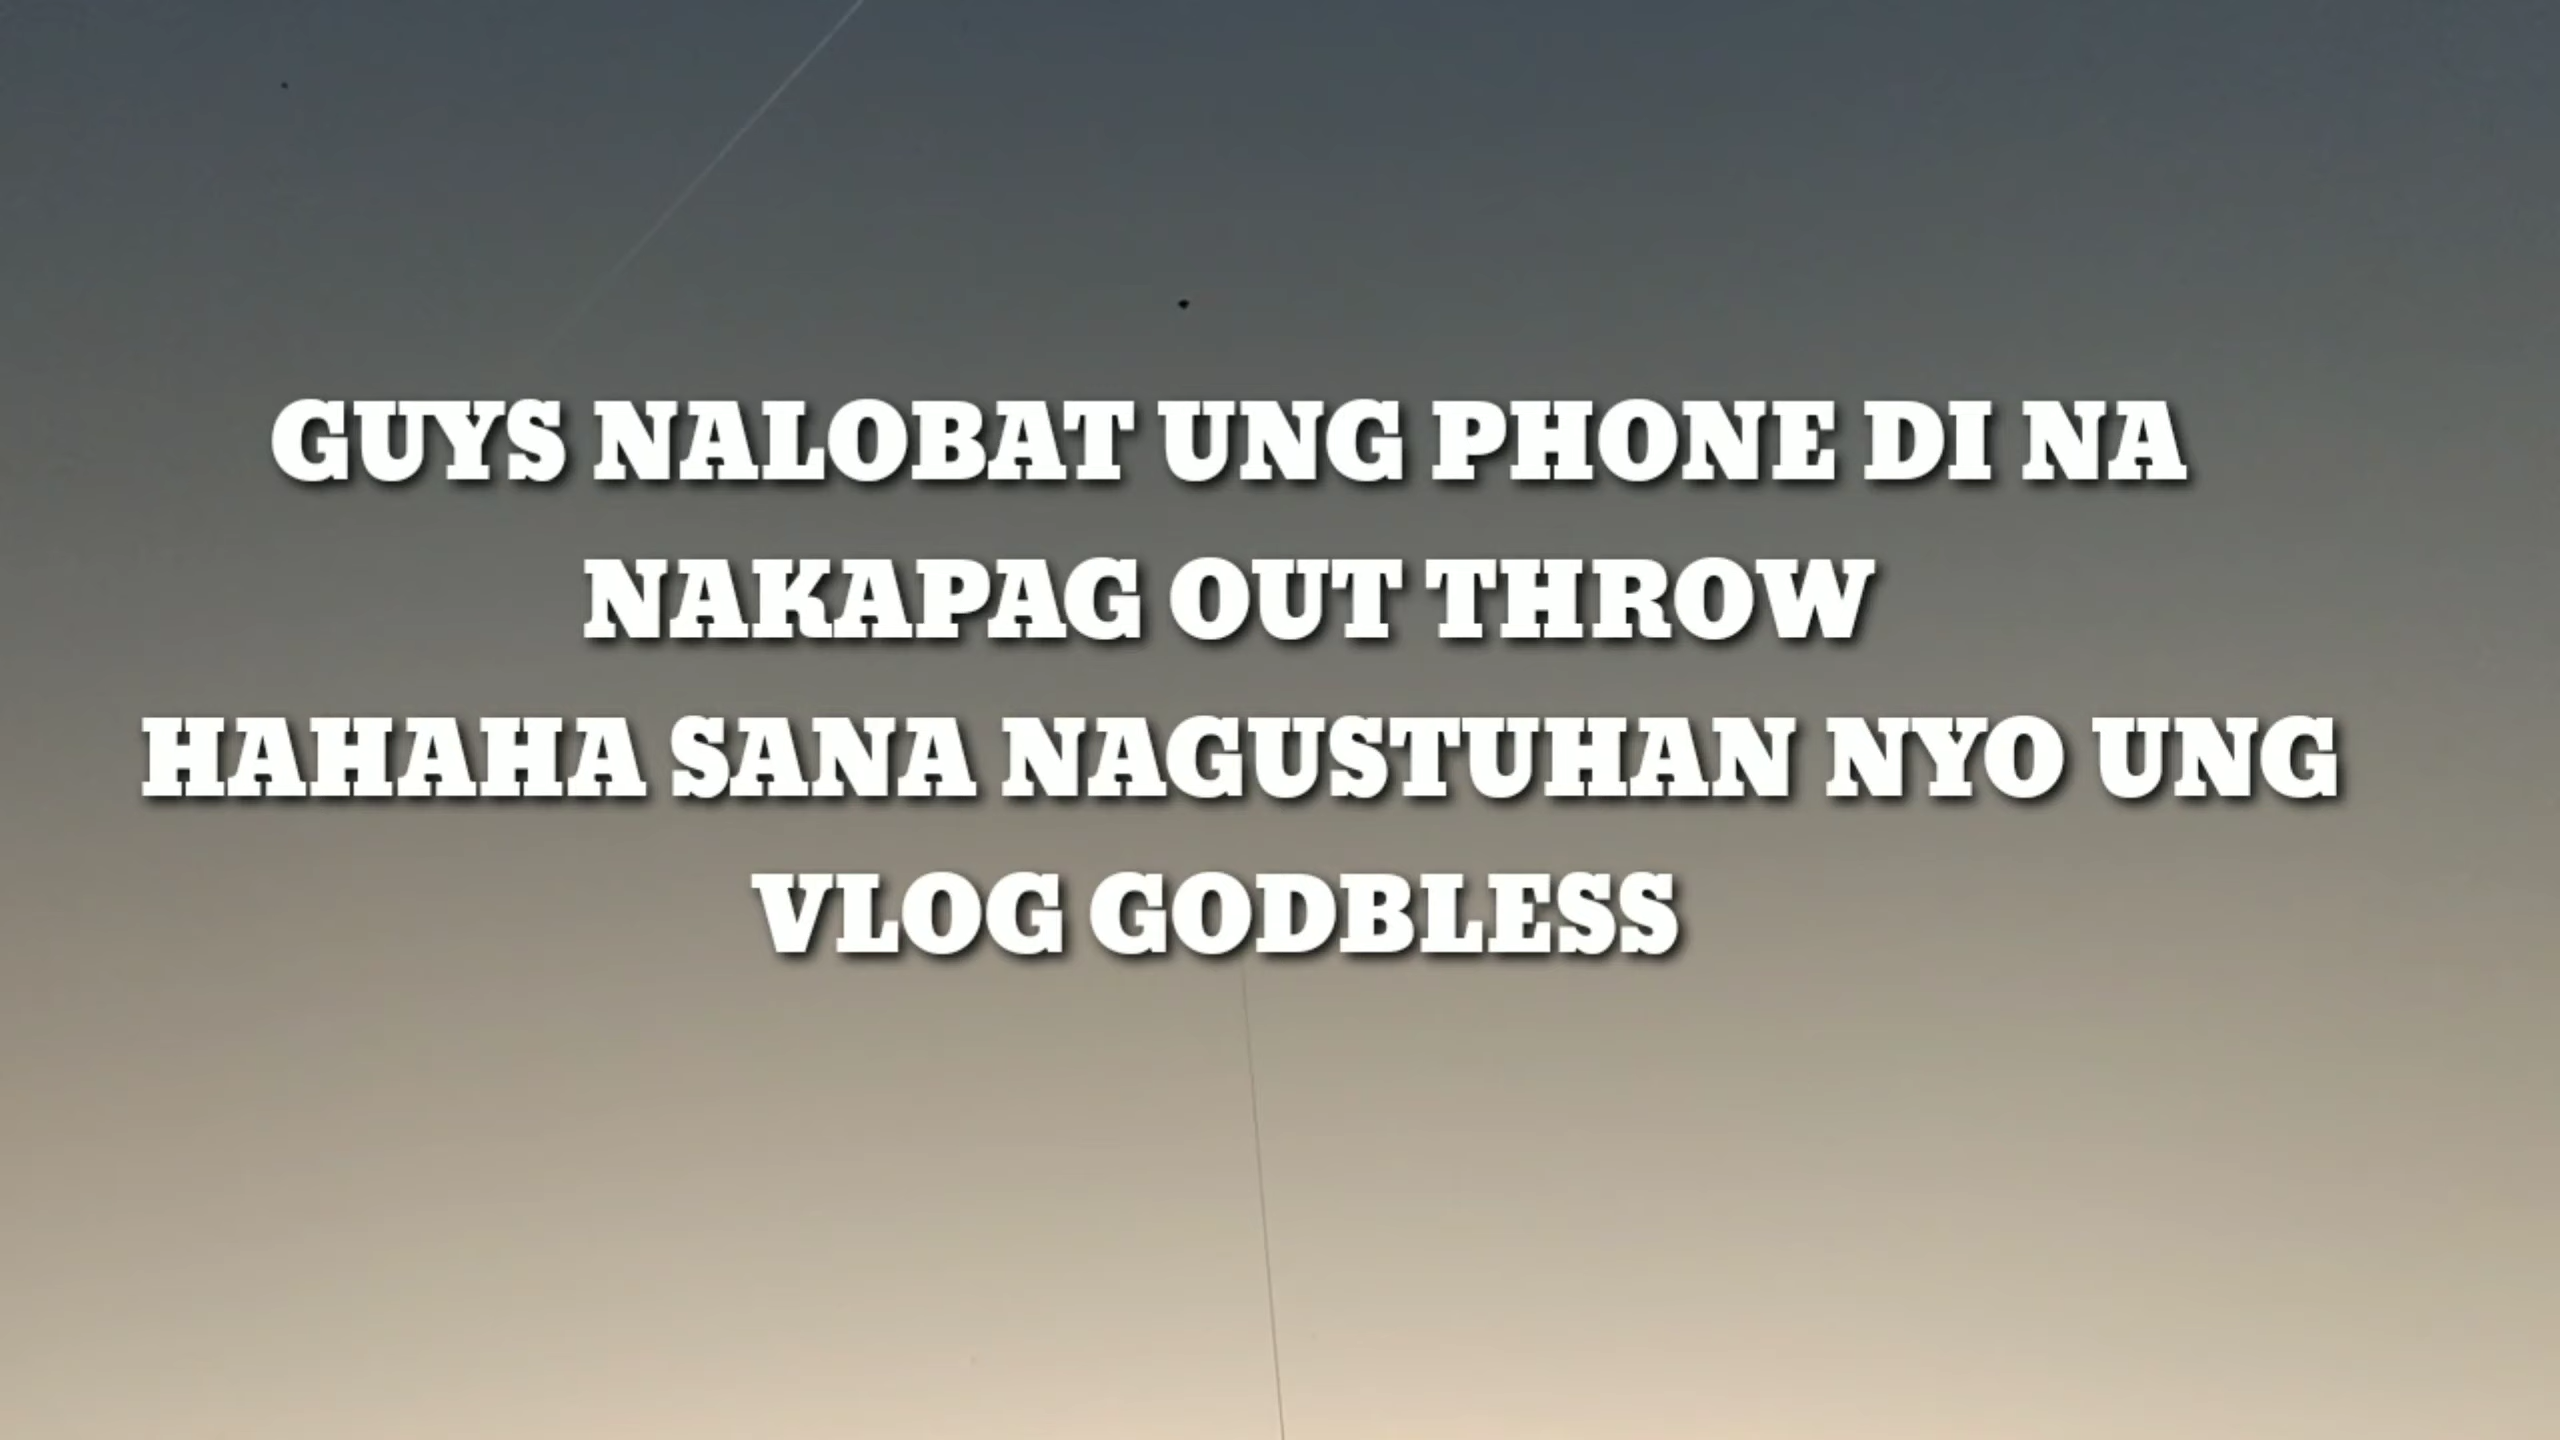 GUYS NALOBAT UNG PHONE DI NA
NAKAPAG OUT THROW
HAHAHA SANA NAGUSTUHAN NYO UNG
VLOG GODBLESS